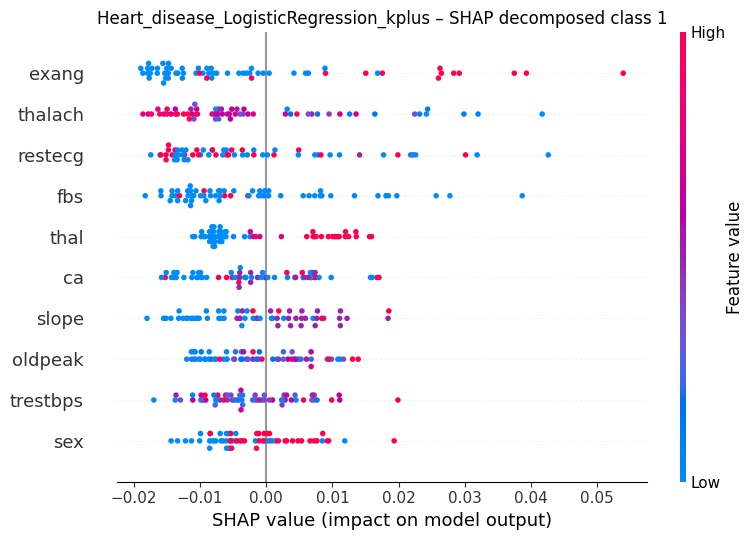 Heart_disease_LogisticRegression_kplus – SHAP decomposed class 1
High
exang
thalach
restecg
fbs
thal
ca
slope
oldpeak
trestbps
sex
Feature value
Low
−0.02 −0.01 0.00 0.01 0.02 0.03 0.04 0.05
SHAP value (impact on model output)